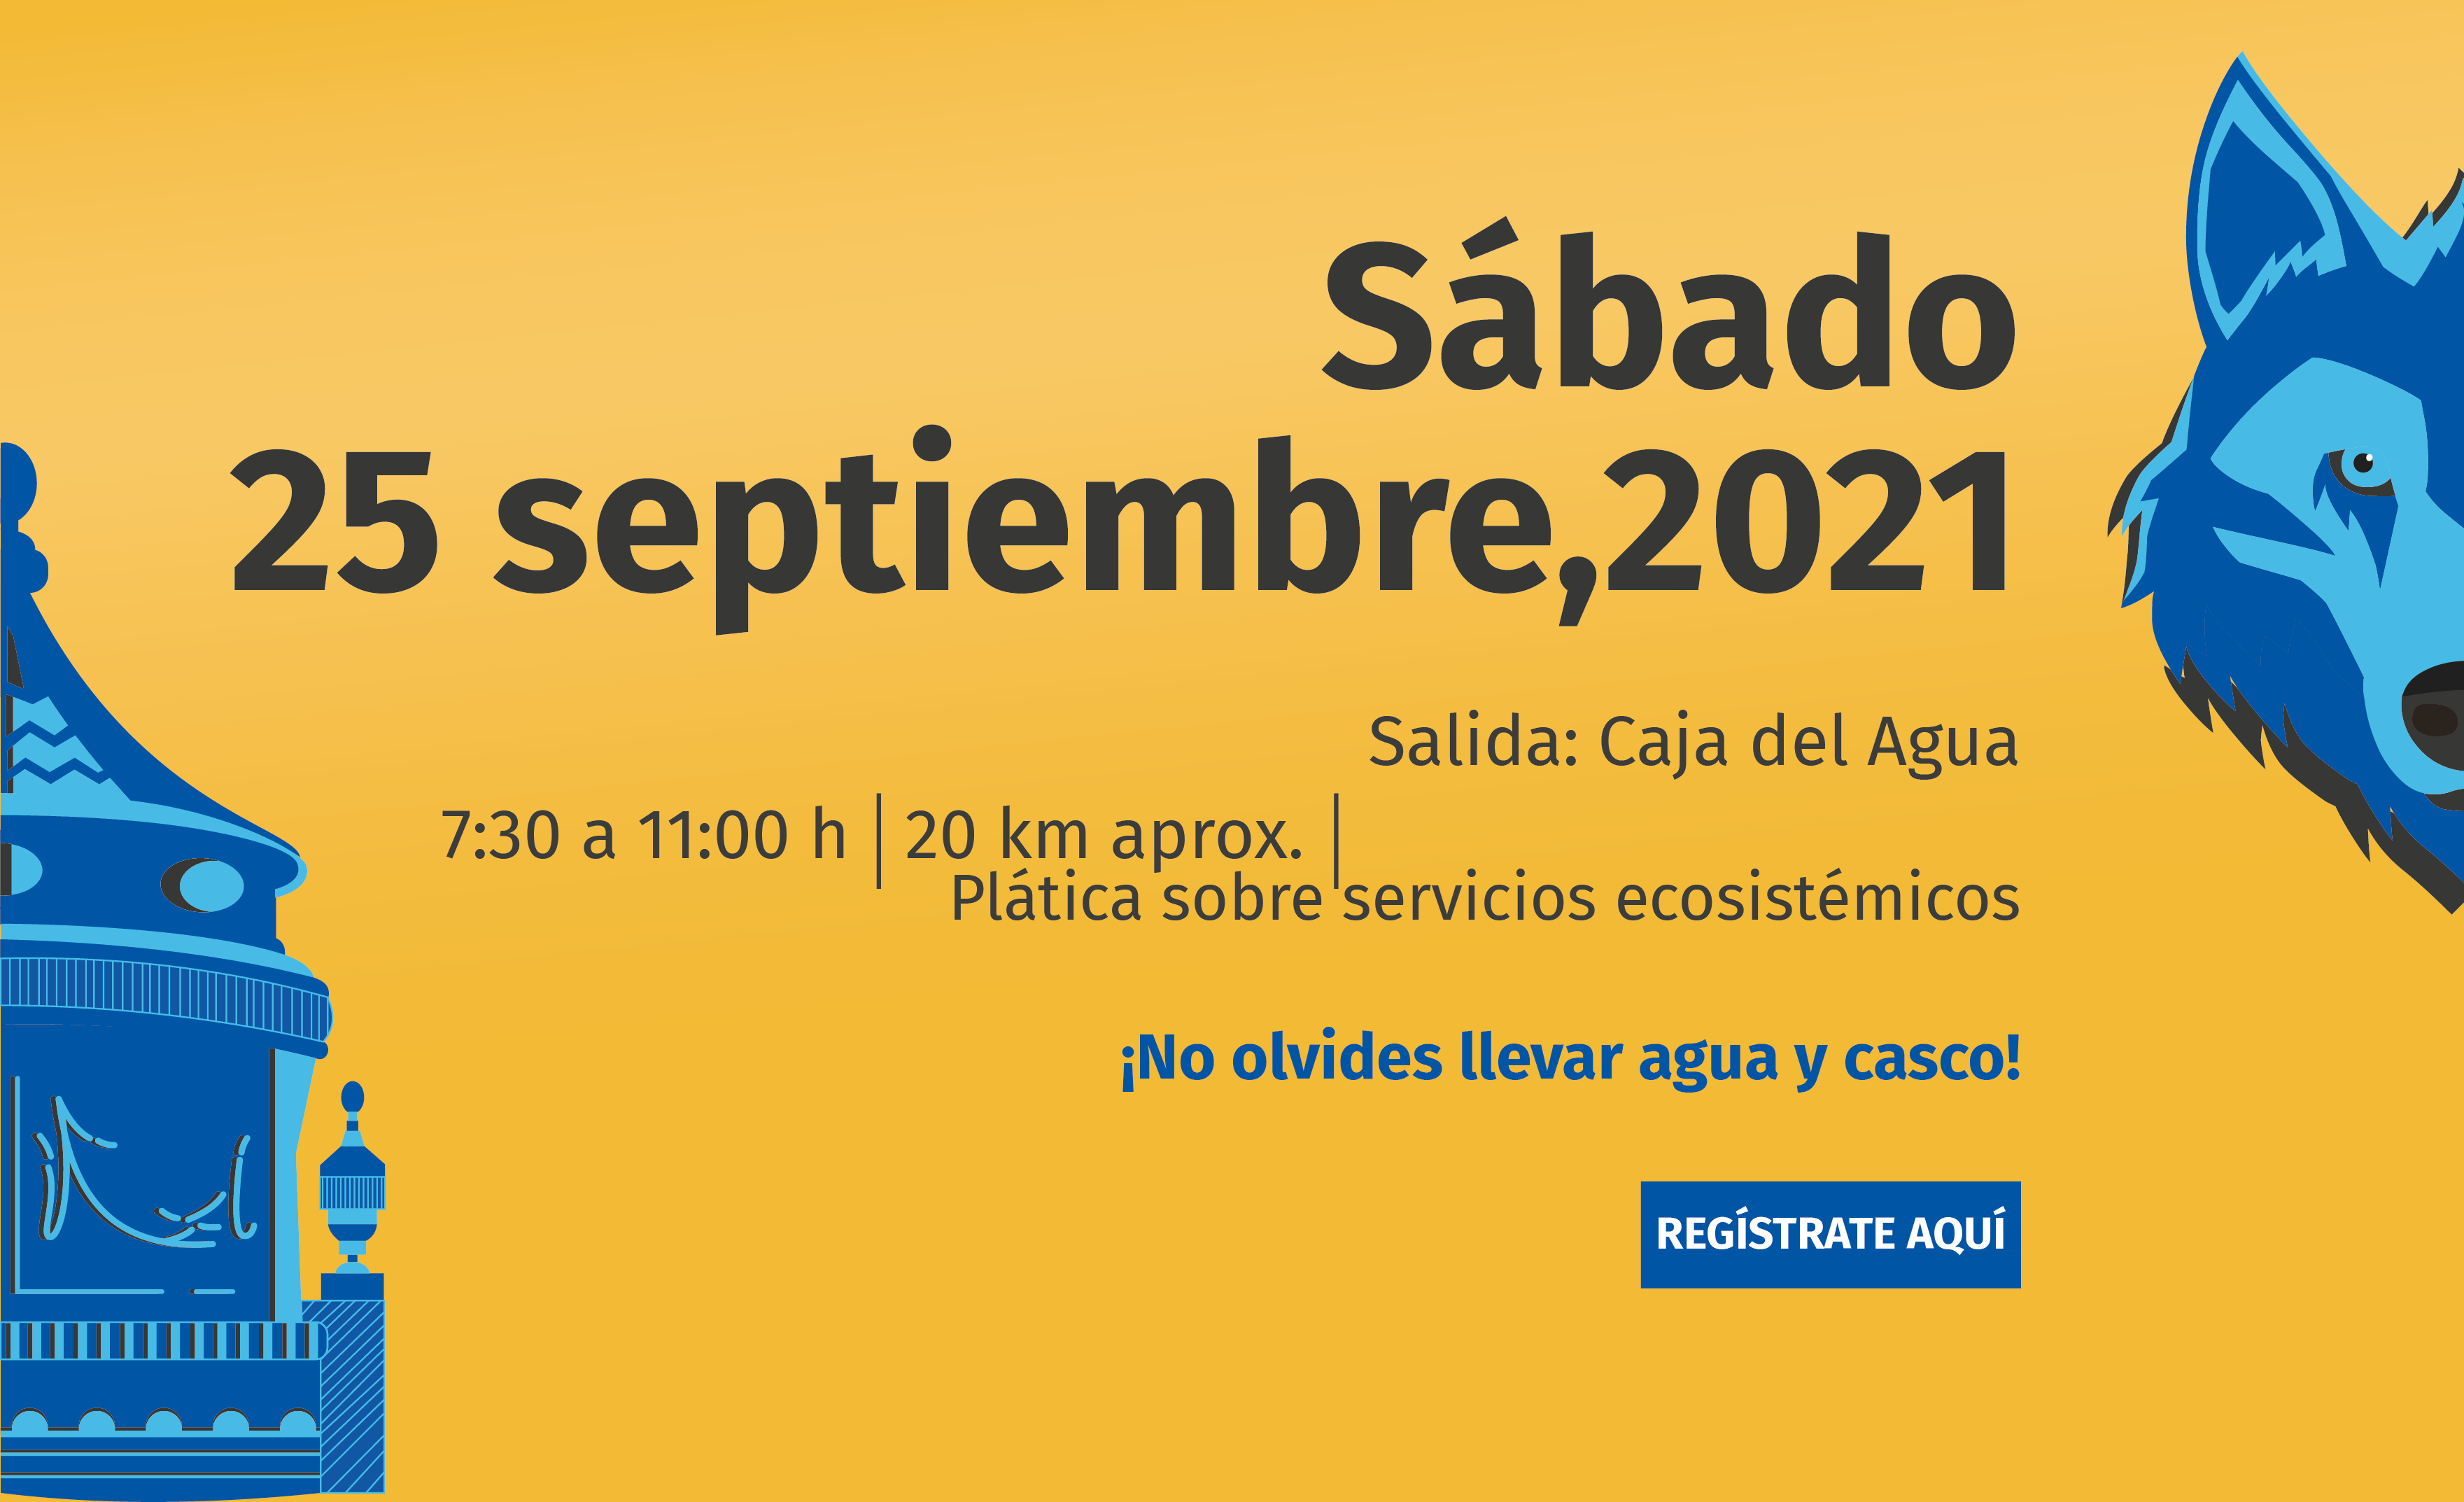 Sábado
25 septiembre,2021
Salida: Caja del Agua
7:30 a 11:00 h | 20 km aprox. |
Plática sobre servicios ecosistémicos
¡No olvides llevar agua y casco!
REGÍSTRATE AQUÍ